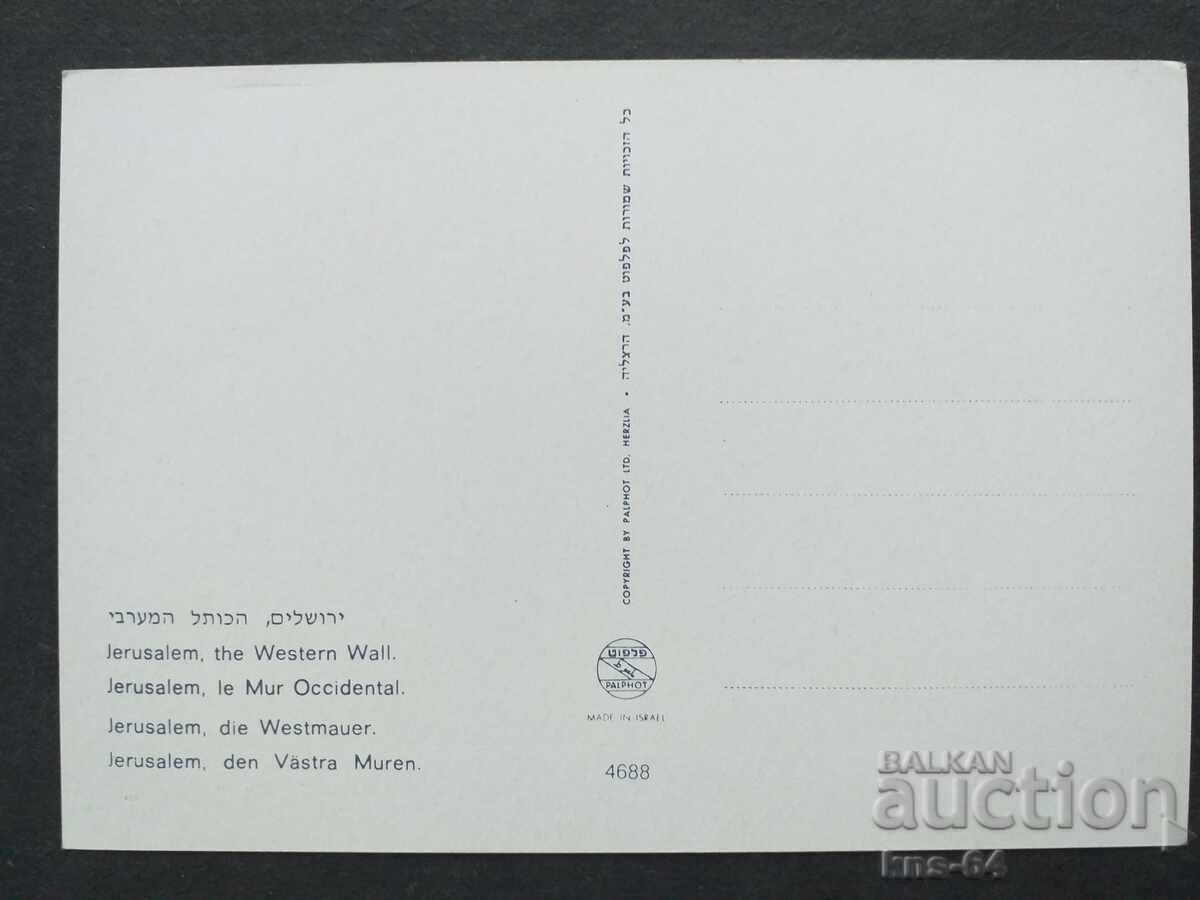 ירושלים, הכותל המערבי
Jerusalem, the Western Wall.
Jerusalem, le Mur Occidental.
Jerusalem, die Westmauer.
Jerusalem, den Västra Muren.
COPYRIGHT BY PALPHOT LTD. HERZLIA • כל הזכויות שמורות לפלפוט בע״מ. הרצליה
פלפוט
PALPHOT
MADE IN ISRAEL
4688
BALKAN
auction
kns-64